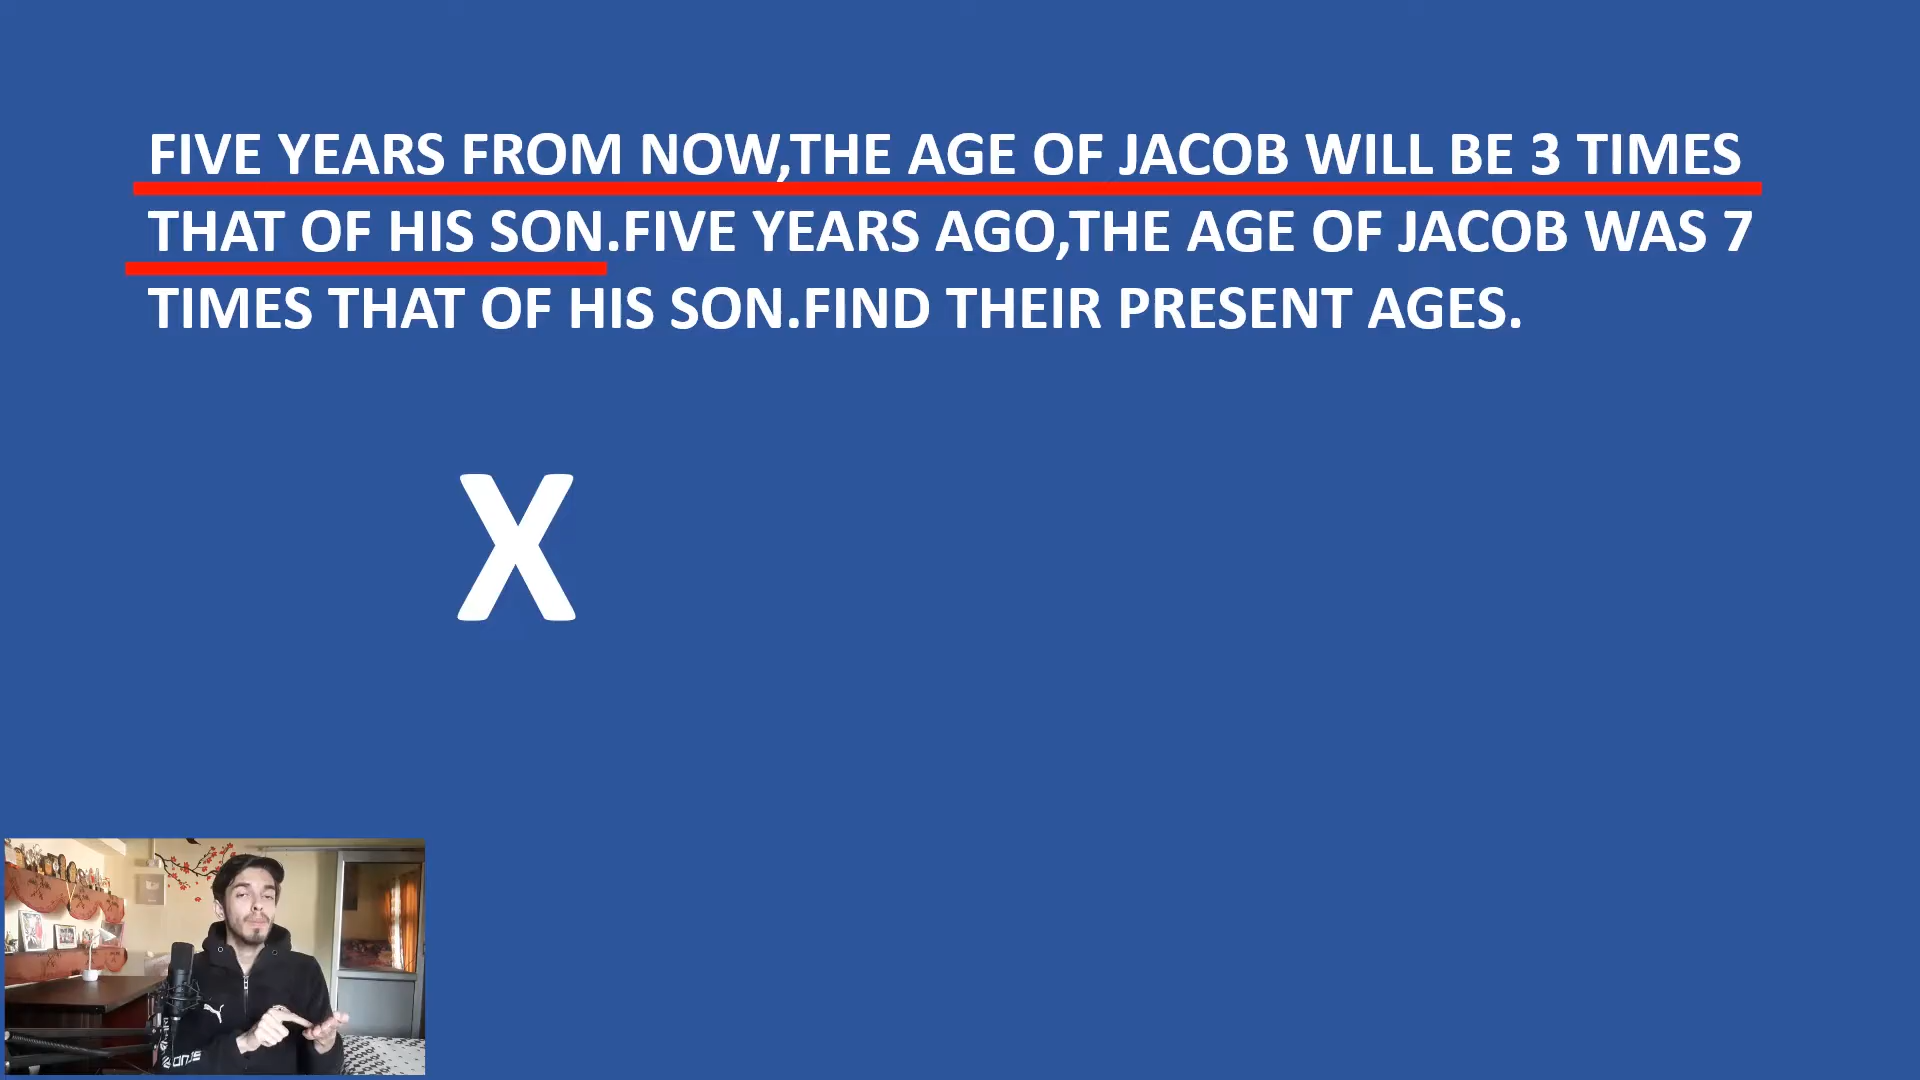 FIVE YEARS FROM NOW,THE AGE OF JACOB WILL BE 3 TIMES
THAT OF HIS SON.FIVE YEARS AGO,THE AGE OF JACOB WAS 7
TIMES THAT OF HIS SON.FIND THEIR PRESENT AGES.
X